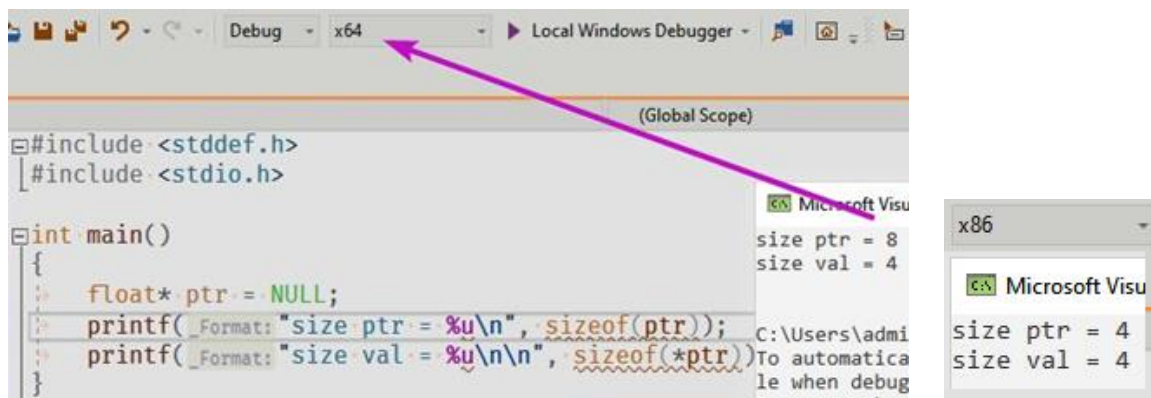 Debug x64 Local Windows Debugger
(Global Scope)
#include <stddef.h>
#include <stdio.h>
int main()
{
float* ptr = NULL;
printf( _Format: "size ptr = %u\n", sizeof(ptr));
printf( _Format: "size val = %u\n\n", sizeof(*ptr))
}
Microsoft Visu
size ptr = 8
size val = 4
C:\Users\admi
To automatica
le when debug
x86
Microsoft Visu
size ptr = 4
size val = 4